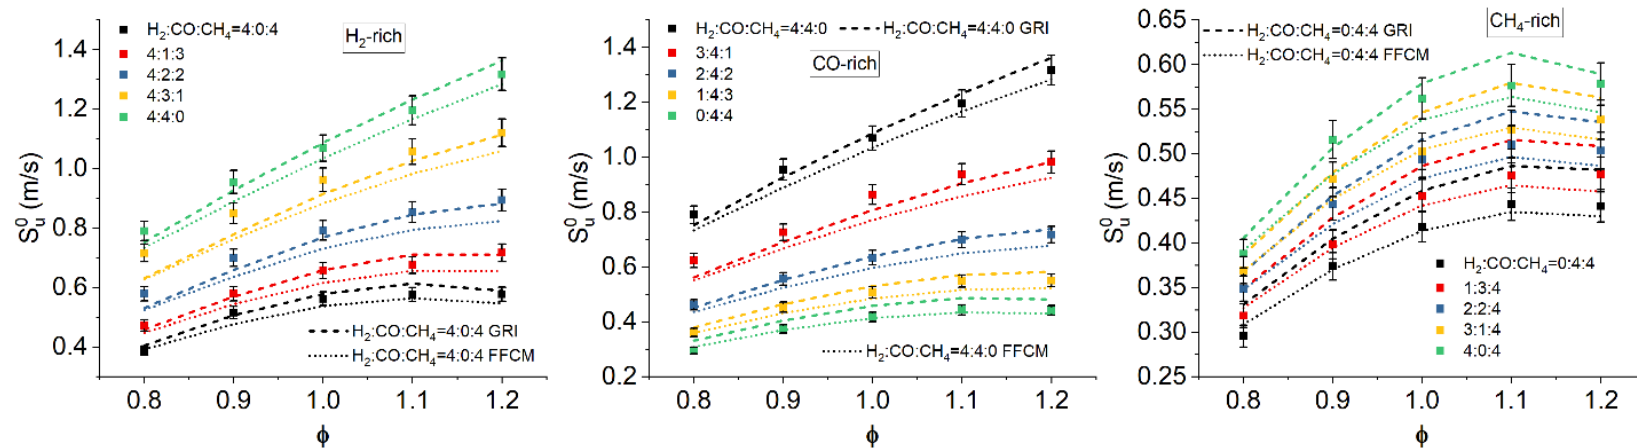 H₂:CO:CH₄=4:0:4
H₂-rich
4:1:3
4:2:2
4:3:1
4:4:0
1.4
1.2
1.0
0.8
0.6
0.4
S⁰ᵤ (m/s)
H₂:CO:CH₄=4:0:4 GRI
H₂:CO:CH₄=4:0:4 FFCM
0.8 0.9 1.0 1.1 1.2
ϕ
H₂:CO:CH₄=4:4:0
H₂:CO:CH₄=4:4:0 GRI
CO-rich
3:4:1
2:4:2
1:4:3
0:4:4
1.4
1.2
1.0
0.8
0.6
0.4
0.2
S⁰ᵤ (m/s)
H₂:CO:CH₄=4:4:0 FFCM
0.8 0.9 1.0 1.1 1.2
ϕ
CH₄-rich
H₂:CO:CH₄=0:4:4 GRI
H₂:CO:CH₄=0:4:4 FFCM
0.65
0.60
0.55
0.50
0.45
0.40
0.35
0.30
0.25
S⁰ᵤ (m/s)
H₂:CO:CH₄=0:4:4
1:3:4
2:2:4
3:1:4
4:0:4
0.8 0.9 1.0 1.1 1.2
ϕ